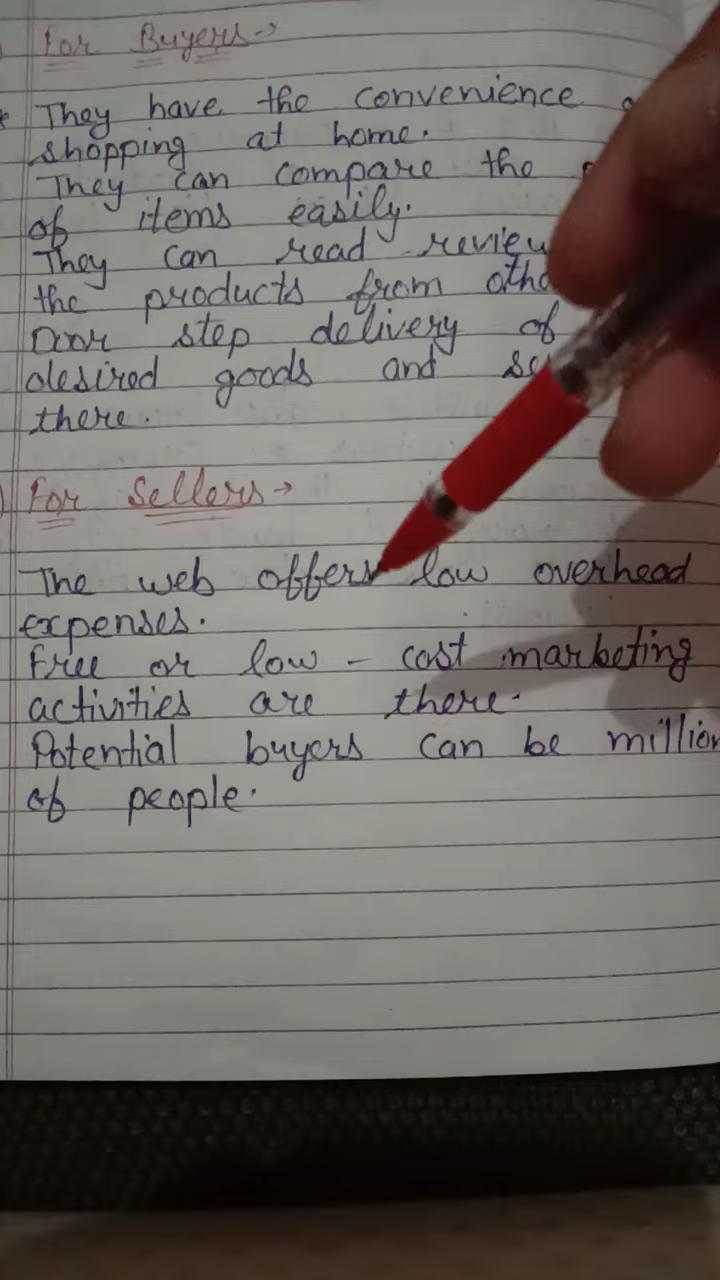 For Buyers→
They have the convenience
shopping at home.
They can compare the
of items easily.
They can read review
the products from
Door step delivery of
desired goods and
there.
For Sellers→
The web offers low overhead
expenses.
Free or low - cost marketing
activities are there.
Potential buyers can be million
of people.